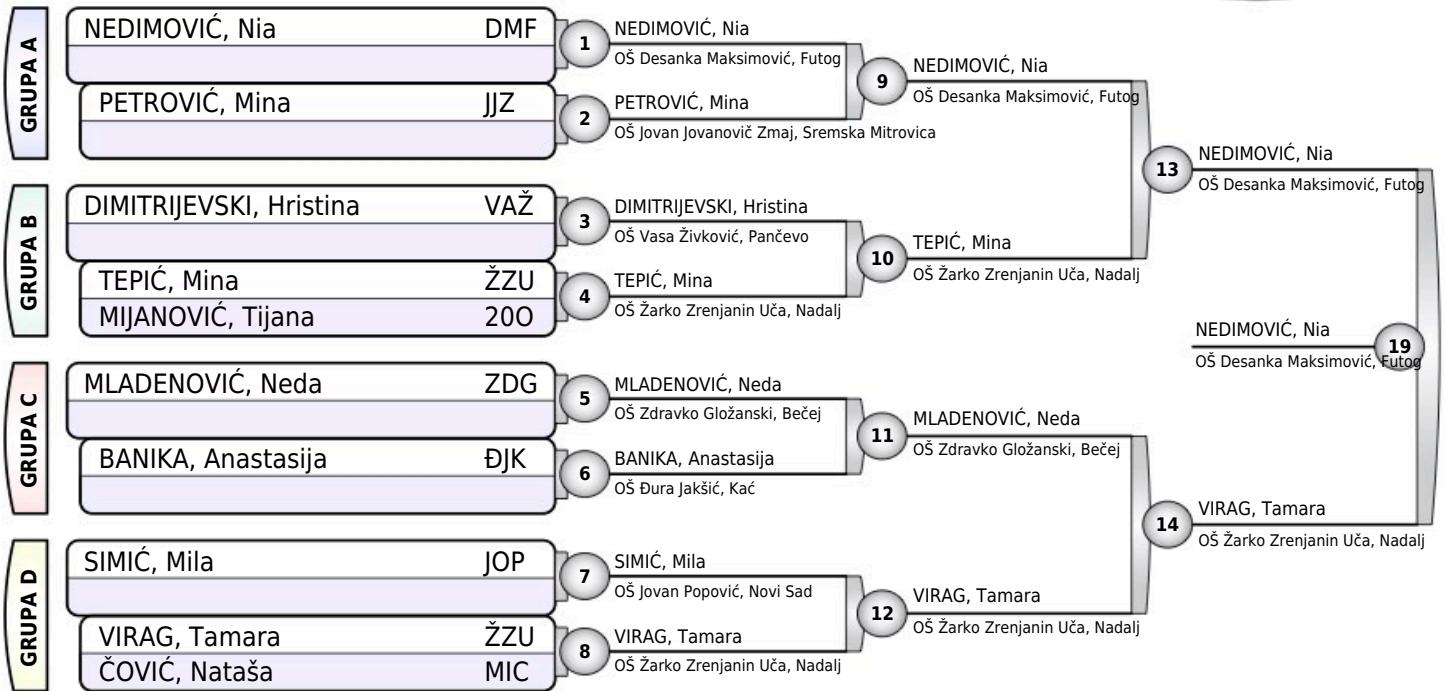 GRUPA A
NEDIMOVIĆ, Nia DMF
PETROVIĆ, Mina JJZ
GRUPA B
DIMITRIJEVSKI, Hristina VAŽ
TEPIĆ, Mina ŽZU
MIJANOVIĆ, Tijana 20O
GRUPA C
MLADENOVIĆ, Neda ZDG
BANIKA, Anastasija ĐJK
GRUPA D
SIMIĆ, Mila JOP
VIRAG, Tamara ŽZU
ČOVIĆ, Nataša MIC
1
NEDIMOVIĆ, Nia
OŠ Desanka Maksimović, Futog
2
PETROVIĆ, Mina
OŠ Jovan Jovanovič Zmaj, Sremska Mitrovica
3
DIMITRIJEVSKI, Hristina
OŠ Vasa Živković, Pančevo
4
TEPIĆ, Mina
OŠ Žarko Zrenjanin Uča, Nadalj
5
MLADENOVIĆ, Neda
OŠ Zdravko Gložanski, Bečej
6
BANIKA, Anastasija
OŠ Đura Jakšić, Kać
7
SIMIĆ, Mila
OŠ Jovan Popović, Novi Sad
8
VIRAG, Tamara
OŠ Žarko Zrenjanin Uča, Nadalj
9
NEDIMOVIĆ, Nia
OŠ Desanka Maksimović, Futog
10
TEPIĆ, Mina
OŠ Žarko Zrenjanin Uča, Nadalj
11
MLADENOVIĆ, Neda
OŠ Zdravko Gložanski, Bečej
12
VIRAG, Tamara
OŠ Žarko Zrenjanin Uča, Nadalj
13
NEDIMOVIĆ, Nia
OŠ Desanka Maksimović, Futog
14
VIRAG, Tamara
OŠ Žarko Zrenjanin Uča, Nadalj
19
NEDIMOVIĆ, Nia
OŠ Desanka Maksimović, Futog